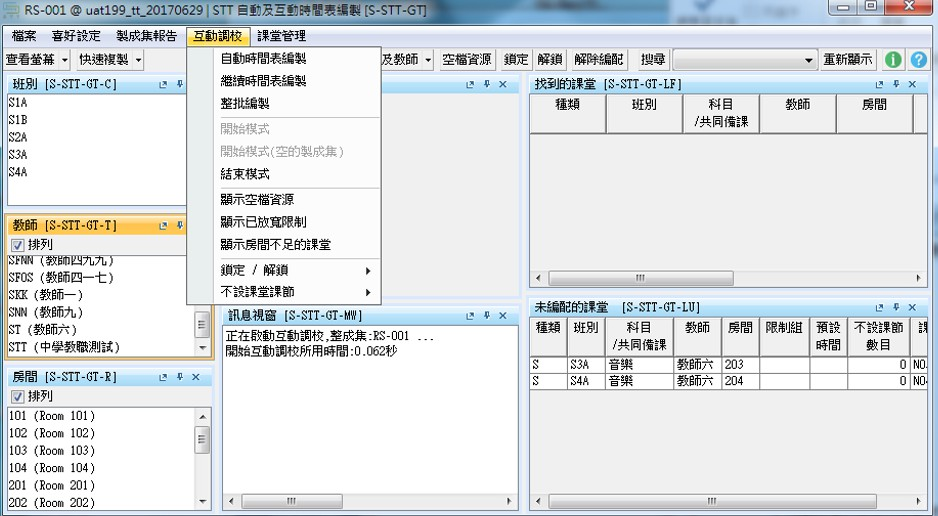 RS-001 @ uat199_tt_20170629 | STT 自動及互動時間表編製 [S-STT-GT]
檔案 喜好設定 製成集報告 互動調校 課堂管理
查看螢幕 快速複製 及教師 空檔資源 鎖定 解鎖 解除編配 搜尋 重新顯示
自動時間表編製
繼續時間表編製
整批編製
開始模式
開始模式(空的製成集)
結束模式
顯示空檔資源
顯示已放寬限制
顯示房間不足的課堂
鎖定 / 解鎖
不設課堂課節
班別 [S-STT-GT-C]
S1A
S1B
S2A
S3A
S4A
教師 [S-STT-GT-T]
排列
SFNN (教師四九九)
SFOS (教師四一七)
SKK (教師一)
SNN (教師九)
ST (教師六)
STT (中學教職測試)
房間 [S-STT-GT-R]
排列
101 (Room 101)
102 (Room 102)
103 (Room 103)
104 (Room 104)
201 (Room 201)
202 (Room 202)
訊息視窗 [S-STT-GT-MW]
正在啟動互動調校,整成集:RS-001 ...
開始互動調校所用時間:0.062秒
找到的課堂 [S-STT-GT-LF]
種類 班別 科目 教師 房間
/共同備課
未編配的課堂 [S-STT-GT-LU]
種類 班別 科目 教師 房間 限制組 預設 不設課節
/共同備課 時間 數目
S S3A 音樂 教師六 203 0
S S4A 音樂 教師六 204 0